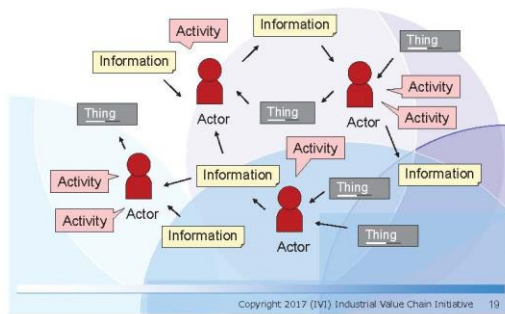 Activity
Information
Information
Thing
Information
Activity
Thing
Actor
Thing
Actor
Activity
Activity
Activity
Information
Information
Activity
Actor
Thing
Activity
Information
Actor
Thing
Copyright 2017 (IVI) Industrial Value Chain Initiative 19